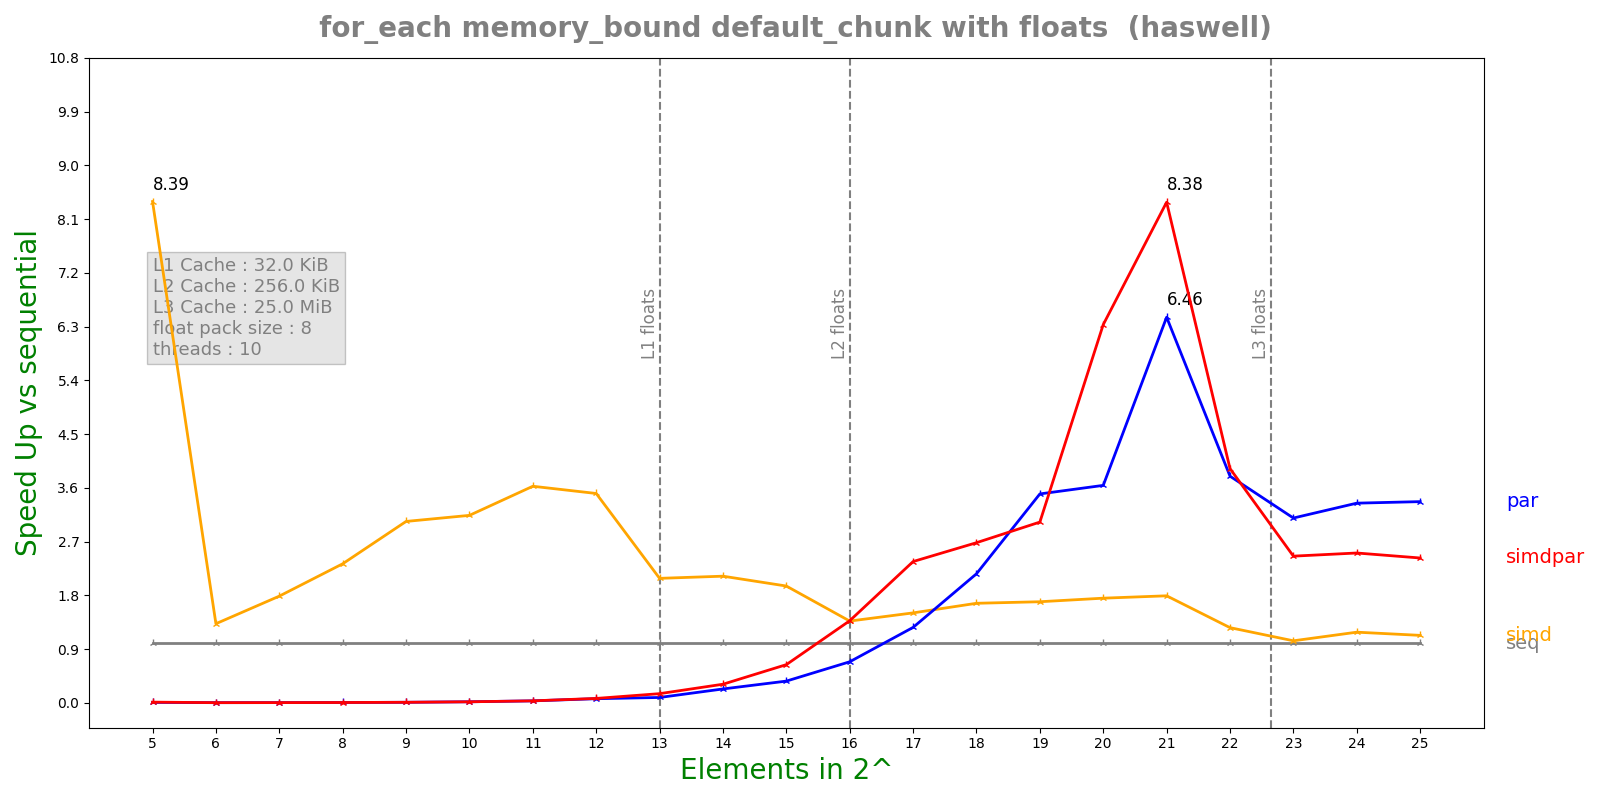 for_each memory_bound default_chunk with floats (haswell)
Speed Up vs sequential
10.8
9.9
9.0
8.1
7.2
6.3
5.4
4.5
3.6
2.7
1.8
0.9
0.0
8.39
L1 Cache : 32.0 KiB
L2 Cache : 256.0 KiB
L3 Cache : 25.0 MiB
float pack size : 8
threads : 10
L1 floats
L2 floats
8.38
6.46
L3 floats
par
simdpar
simd
seq
5 6 7 8 9 10 11 12 13 14 15 16 17 18 19 20 21 22 23 24 25
Elements in 2^